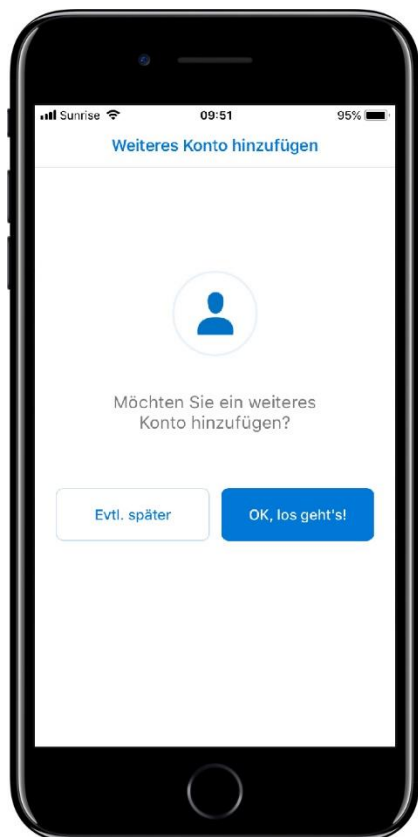 Sunrise 09:51 95%
Weiteres Konto hinzufügen
Möchten Sie ein weiteres
Konto hinzufügen?
Evtl. später OK, los geht's!